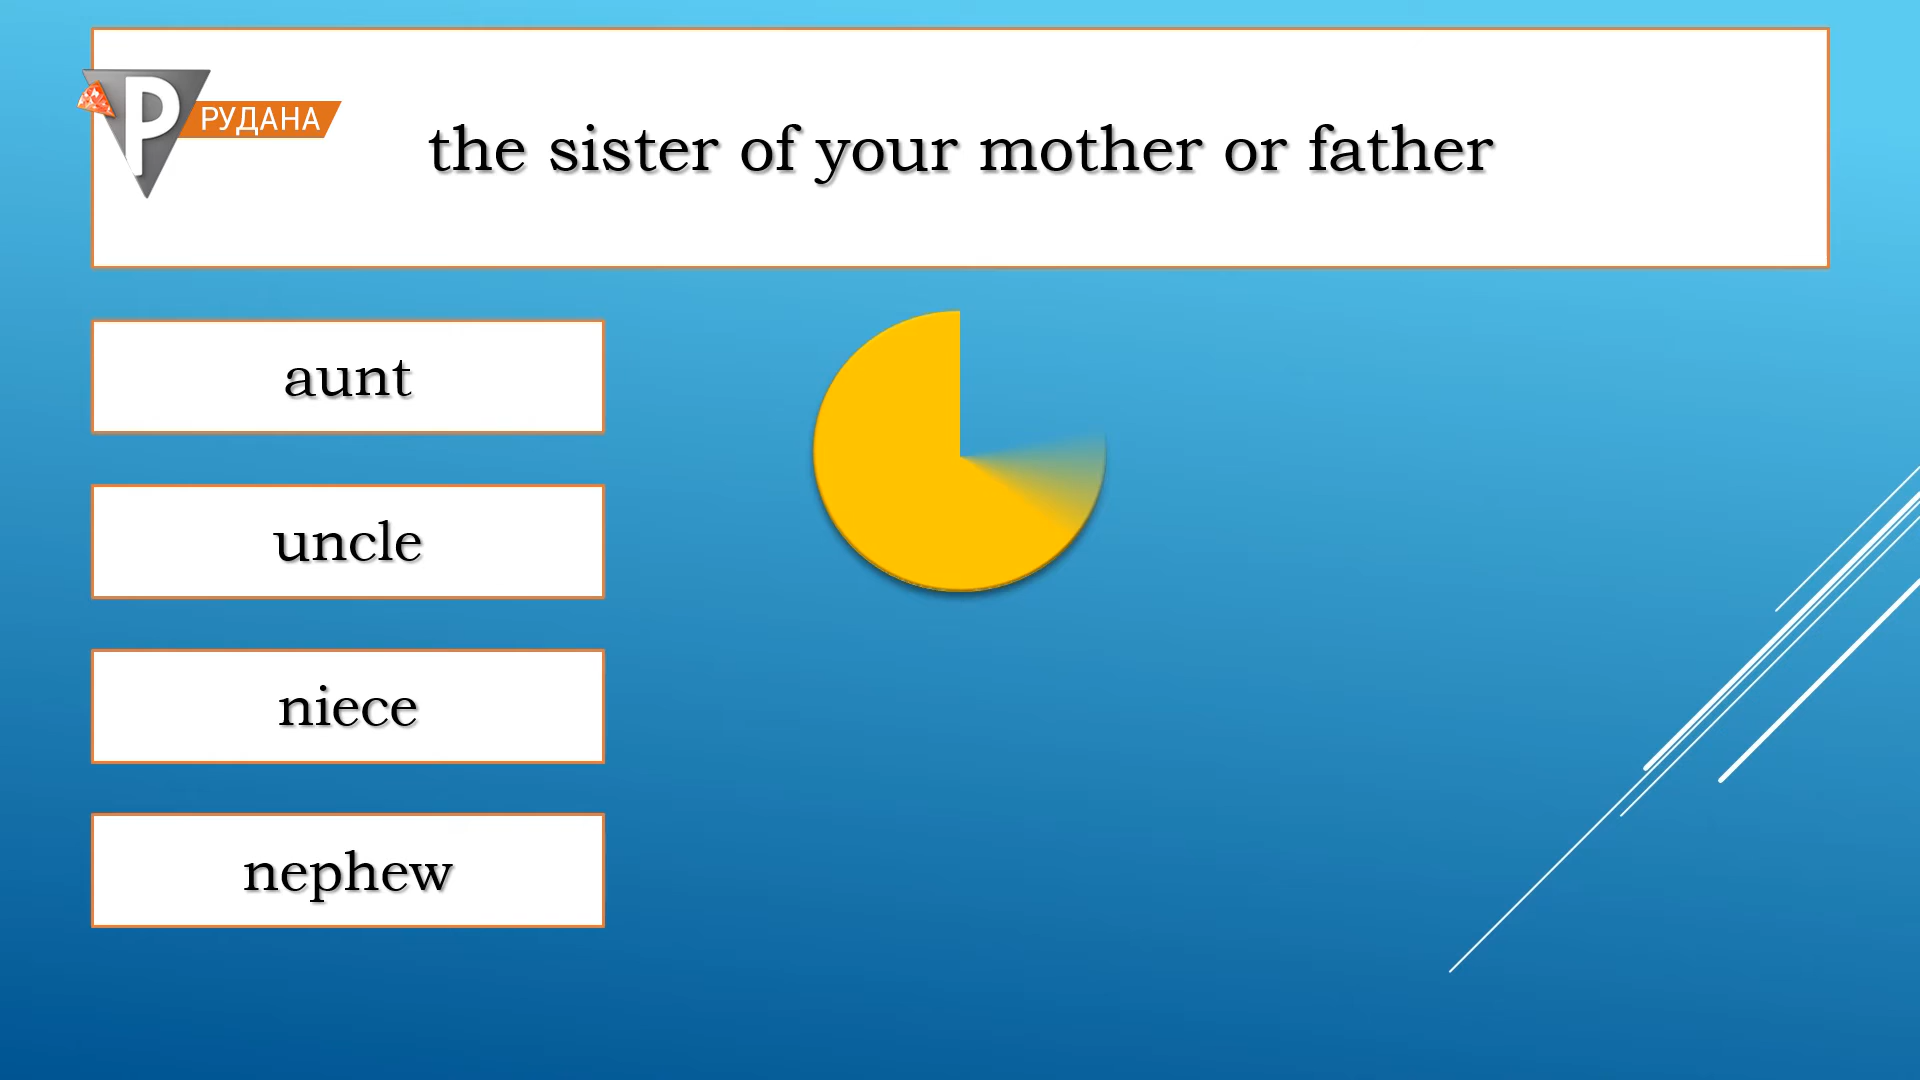 Р РУДАНА
the sister of your mother or father
aunt
uncle
niece
nephew